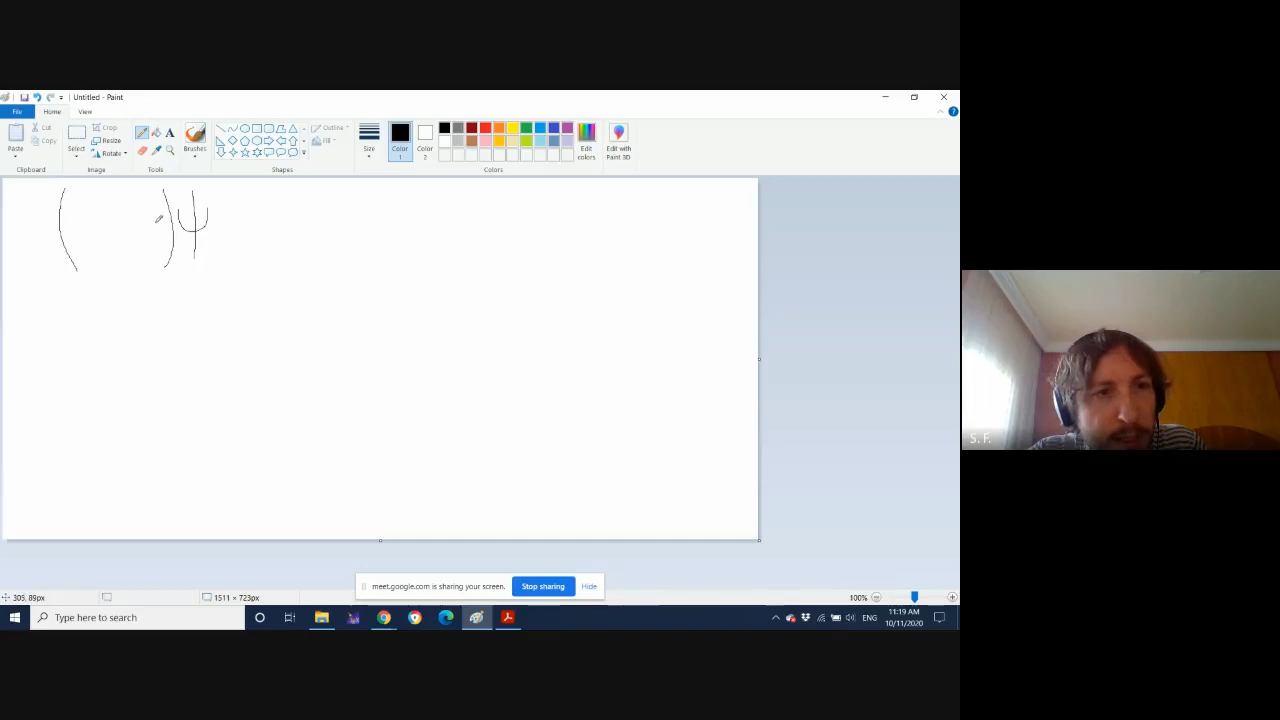 Untitled - Paint
File Home View
Cut
Copy
Paste
Clipboard
Crop
Resize
Rotate
Select
Image
A
Tools
Brushes
Outline
Fill
Shapes
Size
Color 1
Color 2
Edit colors
Edit with Paint 3D
Colors
( )ψ
S. F.
meet.google.com is sharing your screen. Stop sharing Hide
305, 89px
1511 × 723px
100%
Type here to search
ENG
11:19 AM
10/11/2020